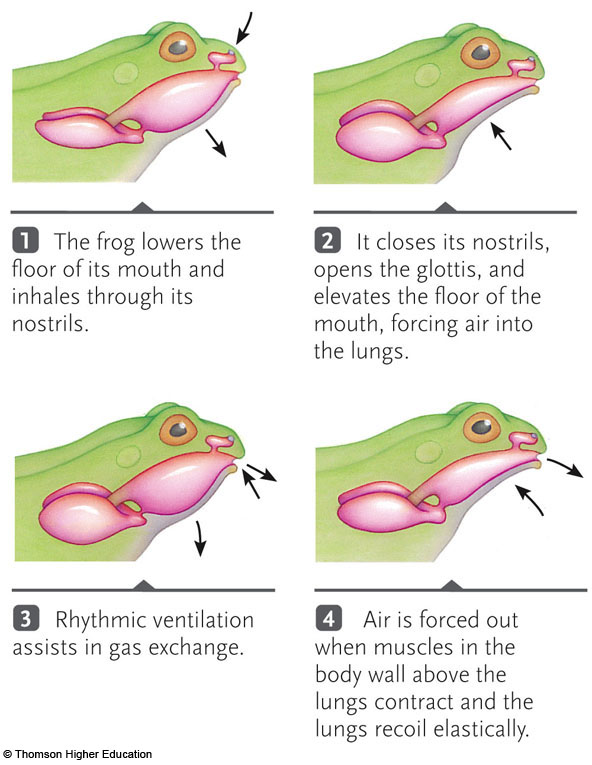 1 The frog lowers the
floor of its mouth and
inhales through its
nostrils.
2 It closes its nostrils,
opens the glottis, and
elevates the floor of the
mouth, forcing air into
the lungs.
3 Rhythmic ventilation
assists in gas exchange.
4 Air is forced out
when muscles in the
body wall above the
lungs contract and the
lungs recoil elastically.
© Thomson Higher Education